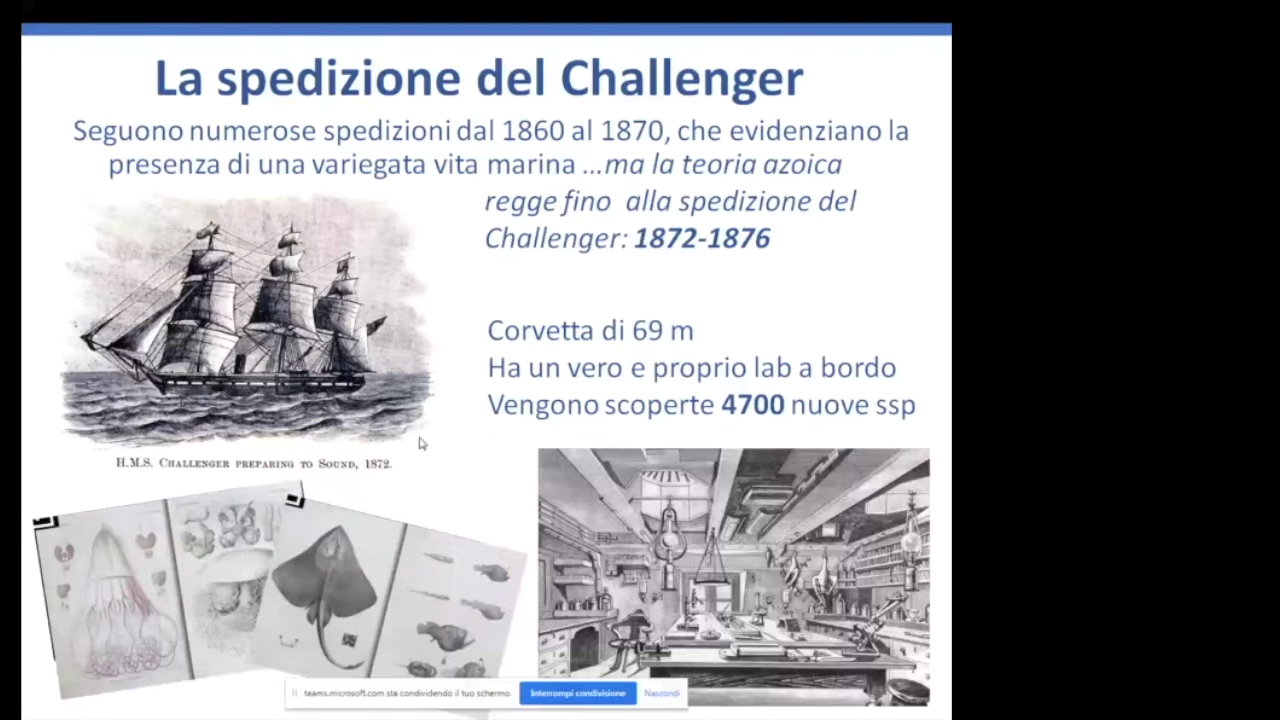 La spedizione del Challenger
Seguono numerose spedizioni dal 1860 al 1870, che evidenziano la
presenza di una variegata vita marina ...ma la teoria azoica
regge fino alla spedizione del
Challenger: 1872-1876
Corvetta di 69 m
Ha un vero e proprio lab a bordo
Vengono scoperte 4700 nuove ssp
H.M.S. CHALLENGER PREPARING TO SOUND, 1872.
teams.microsoft.com sta condividendo il tuo schermo.
Interrompi condivisione
Nascondi